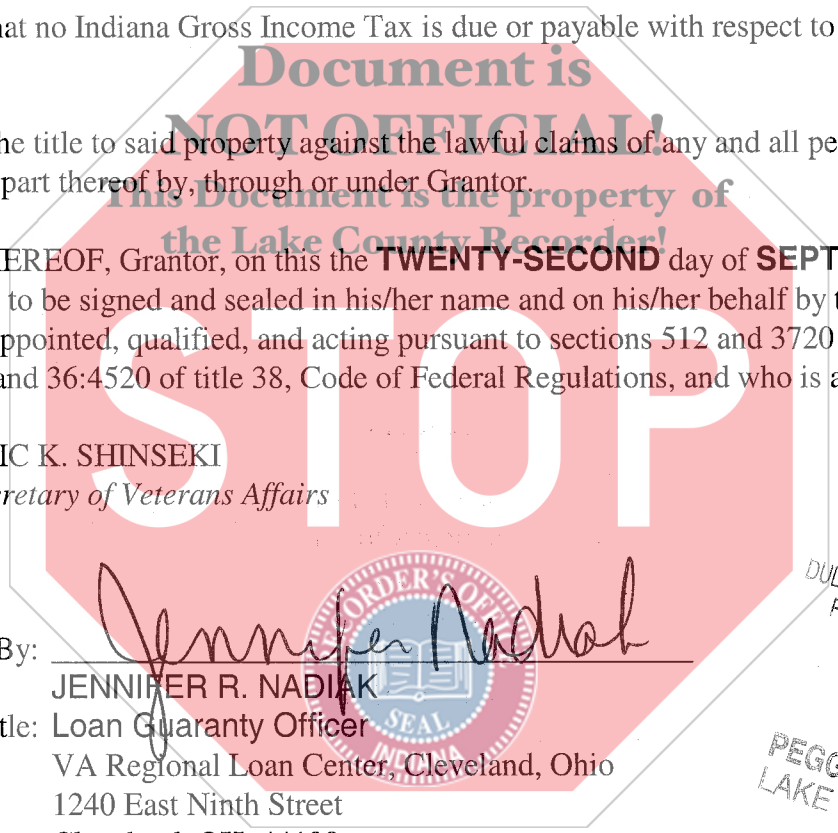 at no Indiana Gross Income Tax is due or payable with respect to
Document is
NOT OFFICIAL!
he title to said property against the lawful claims of any and all pe
part thereof by, through or under Grantor.
This Document is the property of
the Lake County Recorder!
EREOF, Grantor, on this the TWENTY-SECOND day of SEPT
to be signed and sealed in his/her name and on his/her behalf by t
ppointed, qualified, and acting pursuant to sections 512 and 3720
and 36:4520 of title 38, Code of Federal Regulations, and who is a
STOP
IC K. SHINSEKI
retary of Veterans Affairs
DUL
By: Jennifer Nadiak
RECORDER'S OFFICE
SEAL
INDIANA
JENNIFER R. NADIAK
tle: Loan Guaranty Officer
VA Regional Loan Center, Cleveland, Ohio
1240 East Ninth Street
PEGG
LAKE